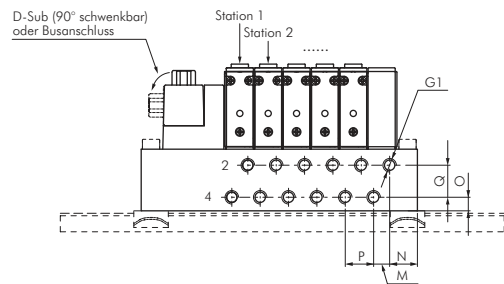 D-Sub (90° schwenkbar)
oder Busanschluss
Station 1
Station 2
......
G1
2
4
Q
O
P
N
M